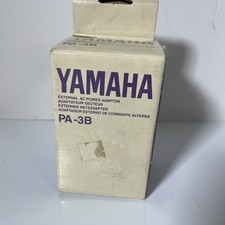 YAMAHA
EXTERNAL AC POWER ADAPTOR
ADAPTATEUR SECTEUR
EXTERNER NETZADAPTER
ADAPTADOR EXTERNO DE CORRIENTE ALTERNA
PA-3B